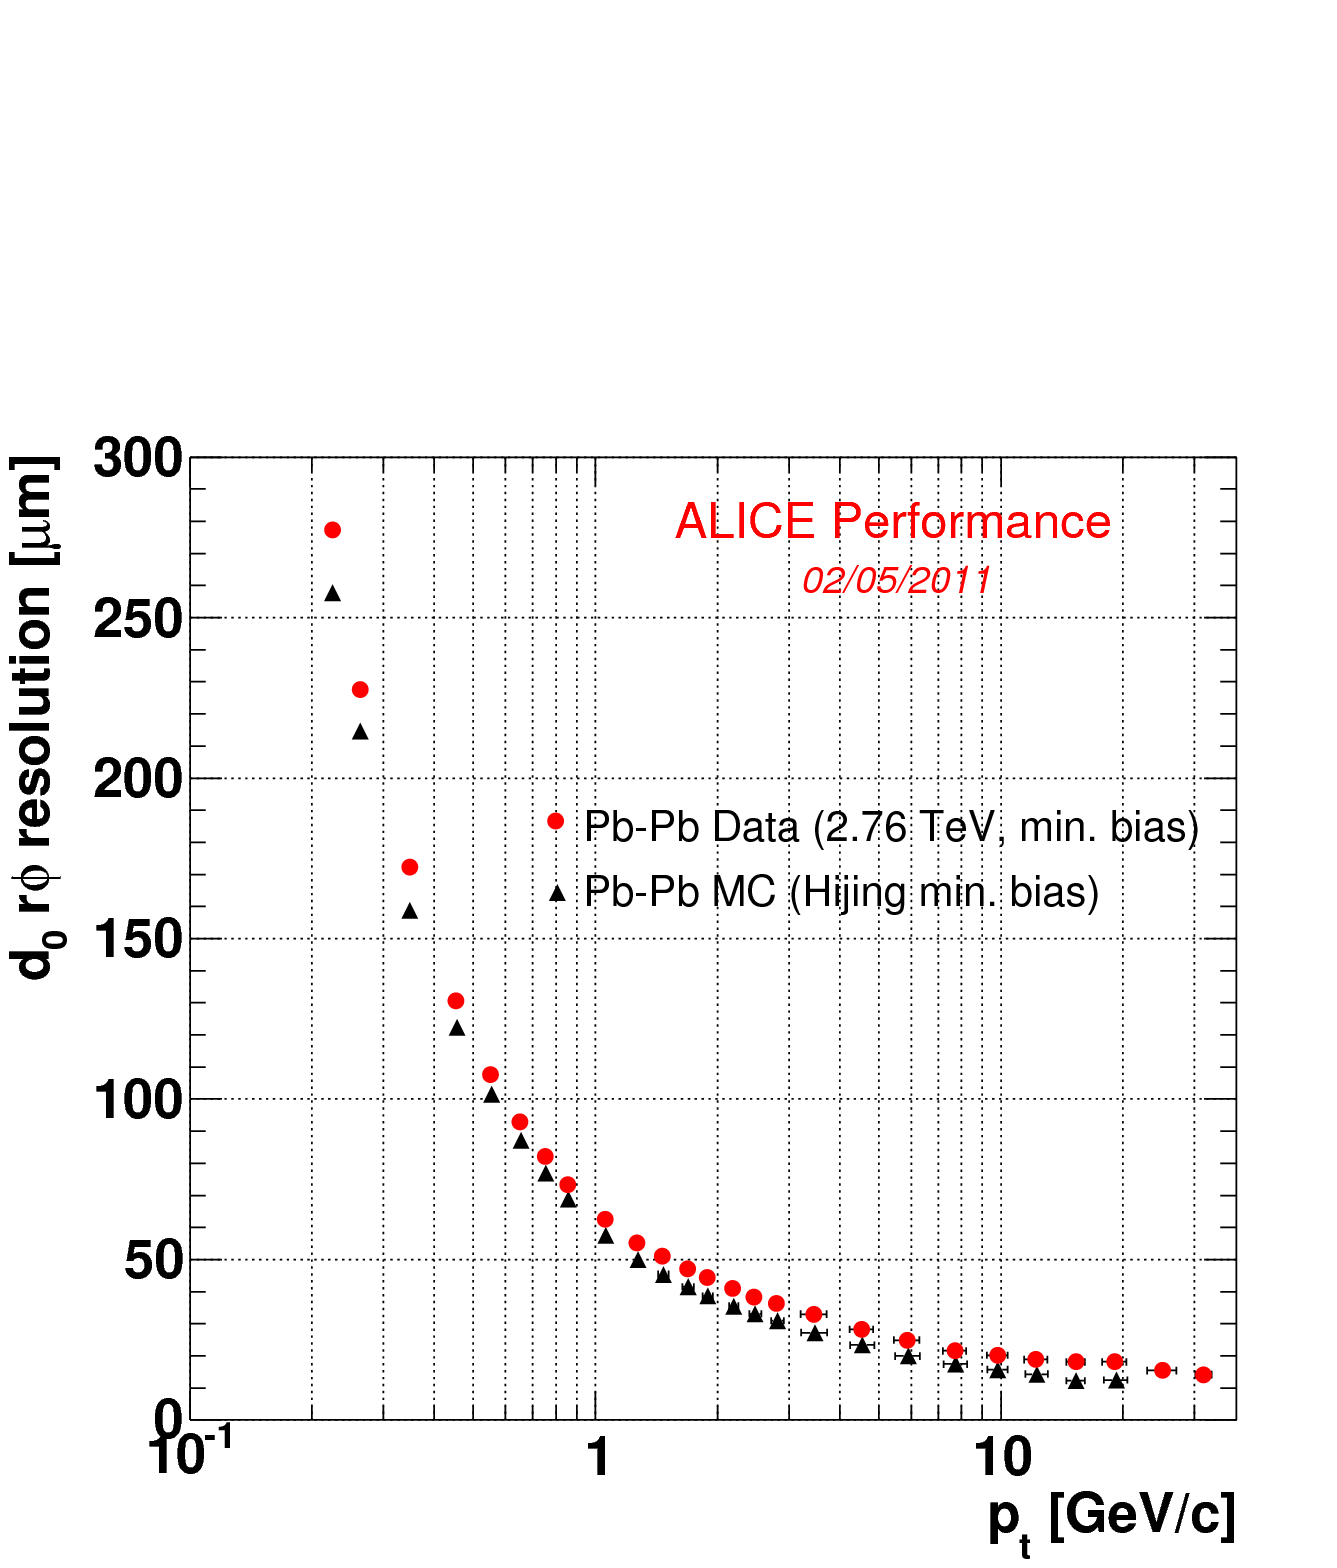 300
250
200
150
100
50
0
d₀ rϕ resolution [μm]
ALICE Performance
02/05/2011
Pb-Pb Data (2.76 TeV, min. bias)
Pb-Pb MC (Hijing min. bias)
10⁻¹
1
10
pₜ [GeV/c]